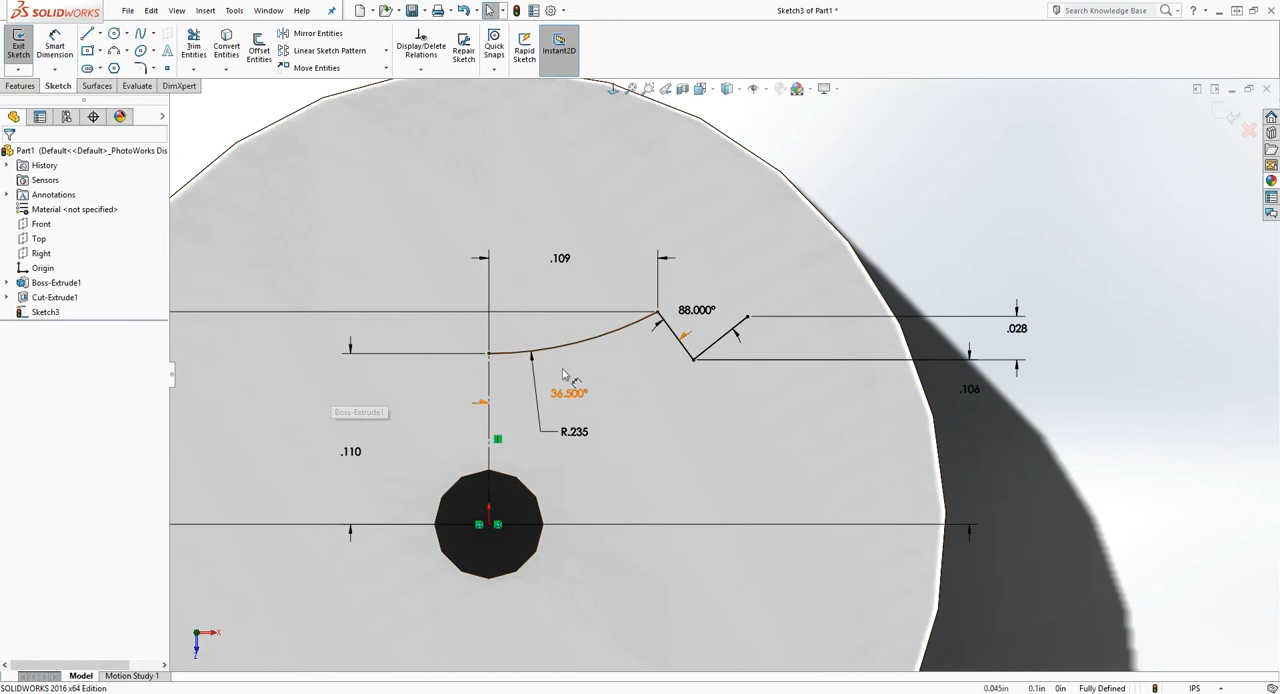 SOLIDWORKS File Edit View Insert Tools Window Help Sketch3 of Part1 * Search Knowledge Base ?
Exit Sketch Smart Dimension Trim Entities Convert Entities Offset Entities Mirror Entities Linear Sketch Pattern Move Entities Display/Delete Relations Repair Sketch Quick Snaps Rapid Sketch Instant2D
Features Sketch Surfaces Evaluate DimXpert
Part1 (Default<<Default>_PhotoWorks Dis
History
Sensors
Annotations
Material <not specified>
Front
Top
Right
Origin
Boss-Extrude1
Cut-Extrude1
Sketch3
.109
88.000°
.028
.106
36.500°
Boss-Extrude1
R.235
.110
X
Z
Model Motion Study 1
SOLIDWORKS 2016 x64 Edition 0.045in 0.1in 0in Fully Defined IPS